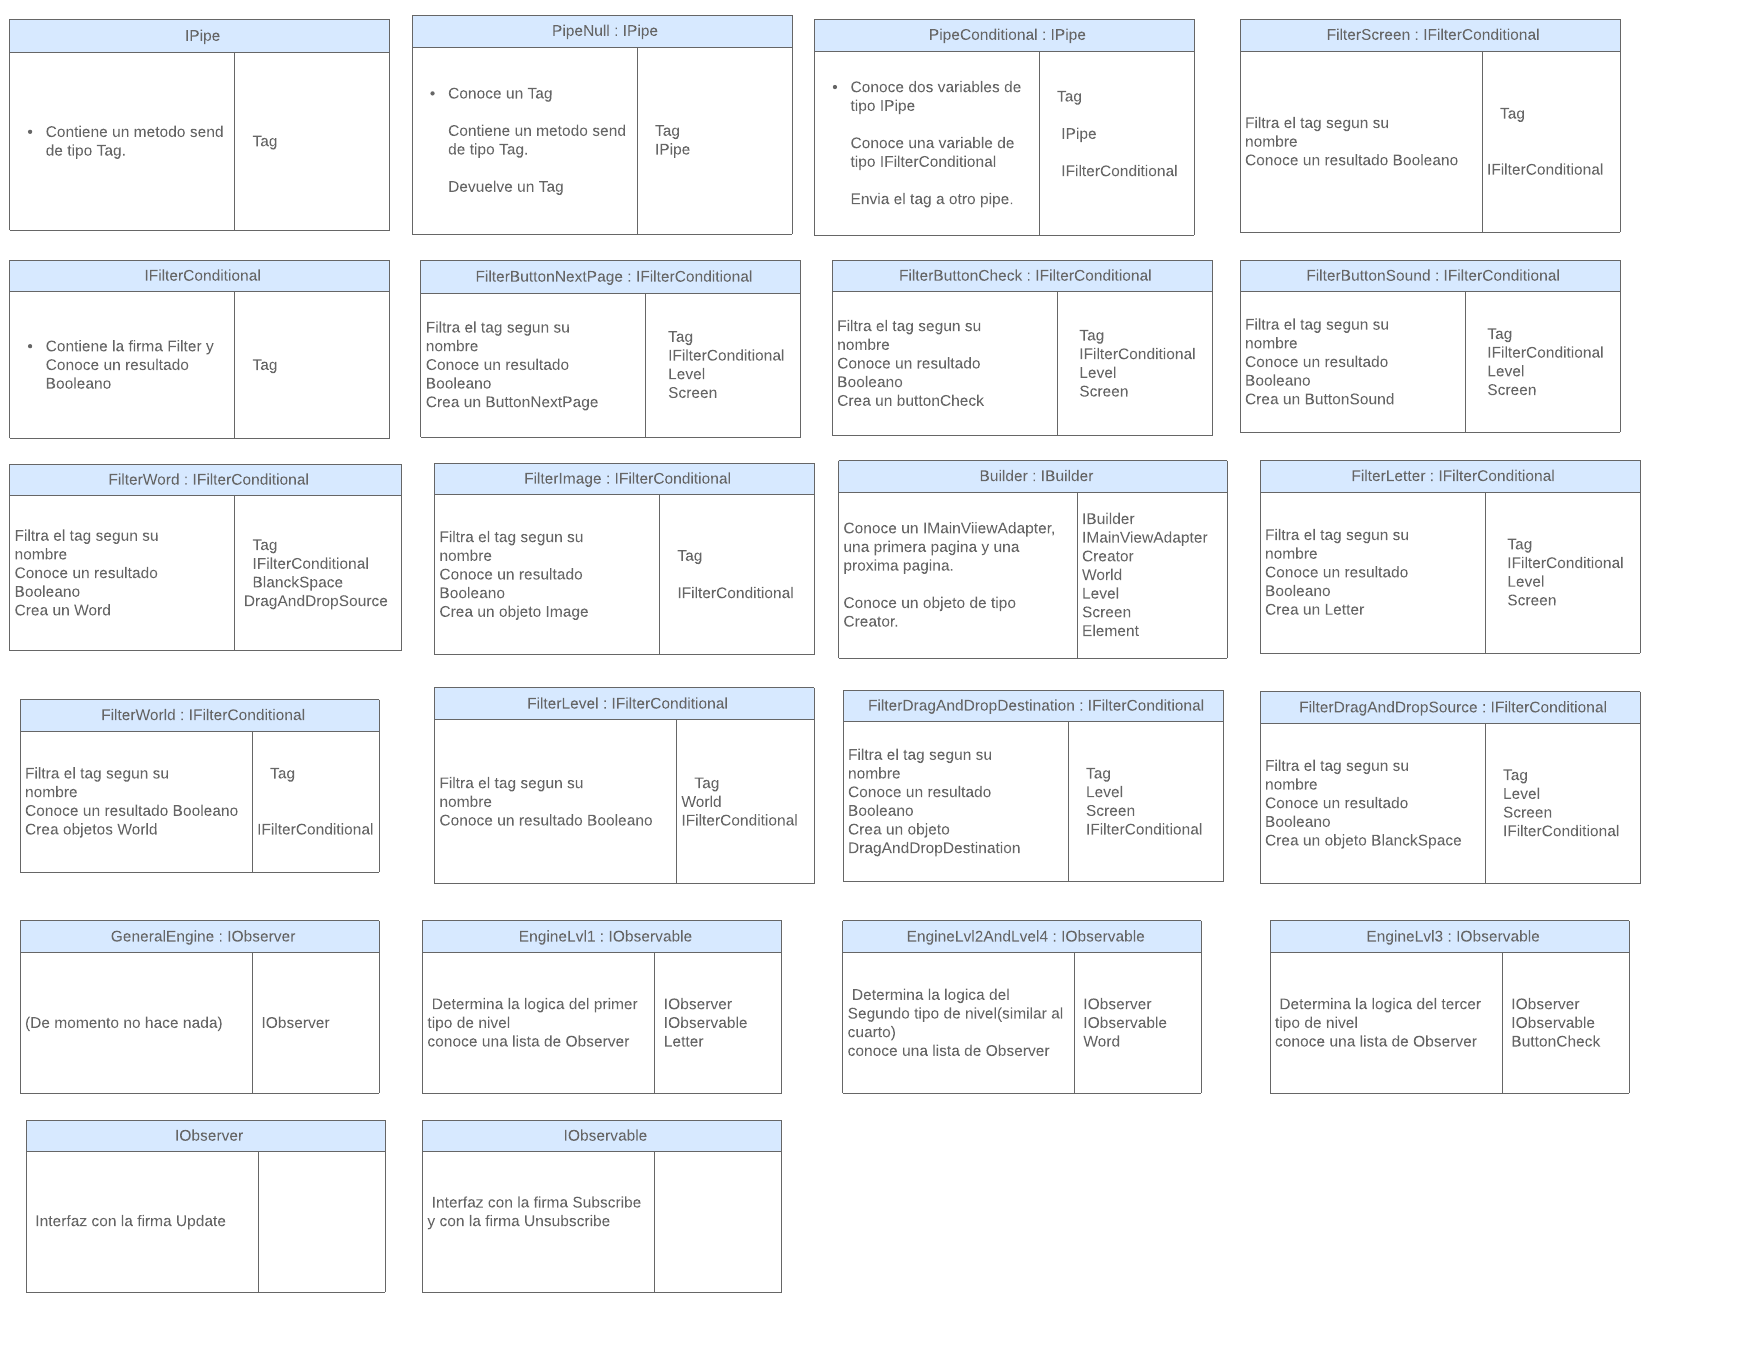 IPipe
• Contiene un metodo send
de tipo Tag.
Tag
PipeNull : IPipe
• Conoce un Tag
Contiene un metodo send
de tipo Tag.
Devuelve un Tag
Tag
IPipe
PipeConditional : IPipe
• Conoce dos variables de
tipo IPipe
Conoce una variable de
tipo IFilterConditional
Envia el tag a otro pipe.
Tag
IPipe
IFilterConditional
FilterScreen : IFilterConditional
Filtra el tag segun su
nombre
Conoce un resultado Booleano
Tag
IFilterConditional
IFilterConditional
• Contiene la firma Filter y
Conoce un resultado
Booleano
Tag
FilterButtonNextPage : IFilterConditional
Filtra el tag segun su
nombre
Conoce un resultado
Booleano
Crea un ButtonNextPage
Tag
IFilterConditional
Level
Screen
FilterButtonCheck : IFilterConditional
Filtra el tag segun su
nombre
Conoce un resultado
Booleano
Crea un buttonCheck
Tag
IFilterConditional
Level
Screen
FilterButtonSound : IFilterConditional
Filtra el tag segun su
nombre
Conoce un resultado
Booleano
Crea un ButtonSound
Tag
IFilterConditional
Level
Screen
FilterWord : IFilterConditional
Filtra el tag segun su
nombre
Conoce un resultado
Booleano
Crea un Word
Tag
IFilterConditional
BlanckSpace
DragAndDropSource
FilterImage : IFilterConditional
Filtra el tag segun su
nombre
Conoce un resultado
Booleano
Crea un objeto Image
Tag
IFilterConditional
Builder : IBuilder
Conoce un IMainViiewAdapter,
una primera pagina y una
proxima pagina.
Conoce un objeto de tipo
Creator.
IBuilder
IMainViewAdapter
Creator
World
Level
Screen
Element
FilterLetter : IFilterConditional
Filtra el tag segun su
nombre
Conoce un resultado
Booleano
Crea un Letter
Tag
IFilterConditional
Level
Screen
FilterWorld : IFilterConditional
Filtra el tag segun su
nombre
Conoce un resultado Booleano
Crea objetos World
Tag
IFilterConditional
FilterLevel : IFilterConditional
Filtra el tag segun su
nombre
Conoce un resultado Booleano
Tag
World
IFilterConditional
FilterDragAndDropDestination : IFilterConditional
Filtra el tag segun su
nombre
Conoce un resultado
Booleano
Crea un objeto
DragAndDropDestination
Tag
Level
Screen
IFilterConditional
FilterDragAndDropSource : IFilterConditional
Filtra el tag segun su
nombre
Conoce un resultado
Booleano
Crea un objeto BlanckSpace
Tag
Level
Screen
IFilterConditional
GeneralEngine : IObserver
(De momento no hace nada)
IObserver
EngineLvl1 : IObservable
Determina la logica del primer
tipo de nivel
conoce una lista de Observer
IObserver
IObservable
Letter
EngineLvl2AndLvel4 : IObservable
Determina la logica del
Segundo tipo de nivel(similar al
cuarto)
conoce una lista de Observer
IObserver
IObservable
Word
EngineLvl3 : IObservable
Determina la logica del tercer
tipo de nivel
conoce una lista de Observer
IObserver
IObservable
ButtonCheck
IObserver
Interfaz con la firma Update
IObservable
Interfaz con la firma Subscribe
y con la firma Unsubscribe